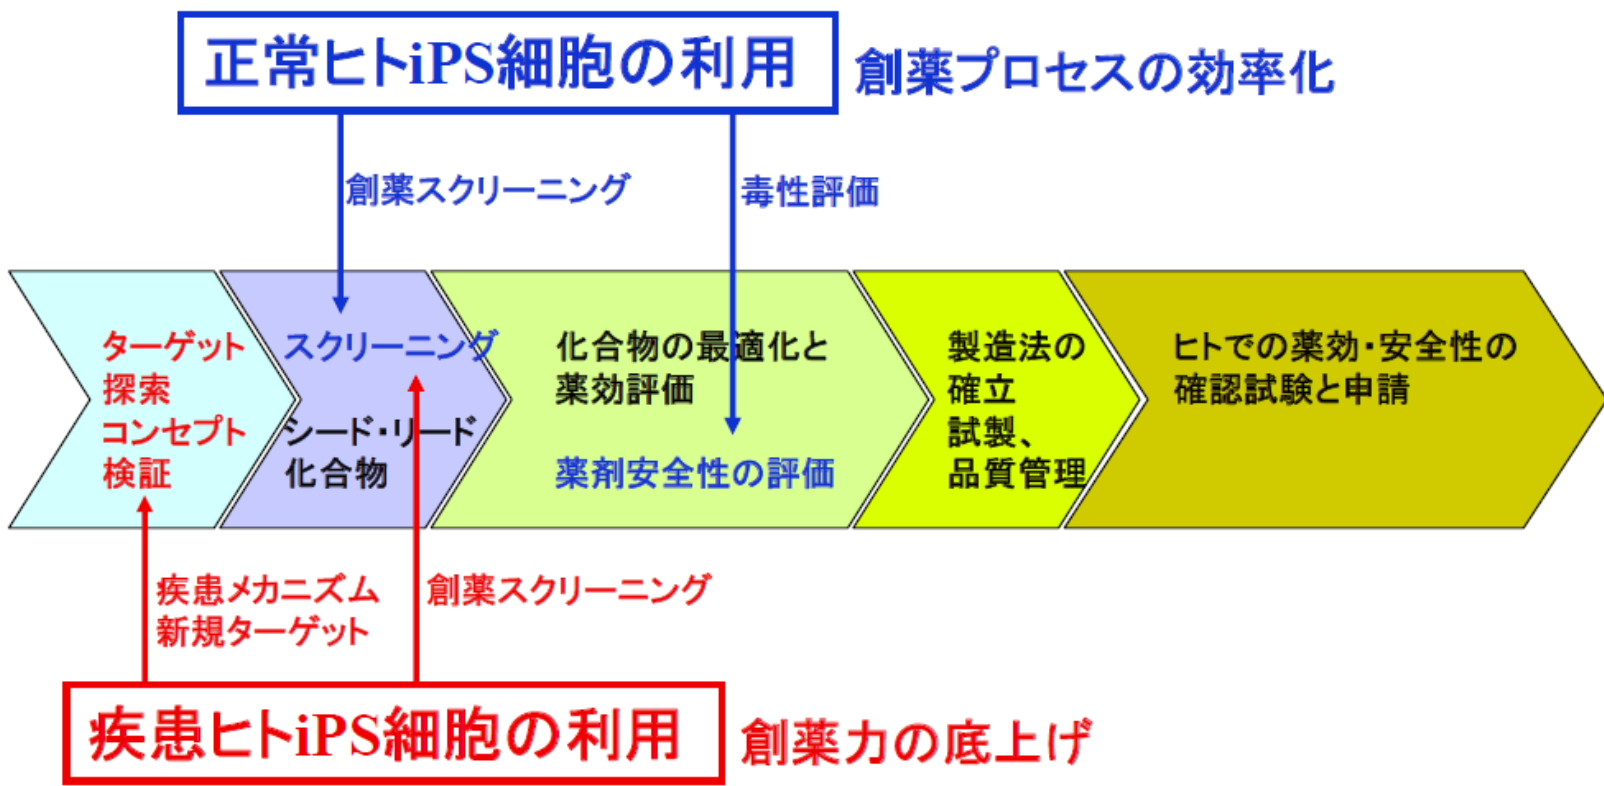 正常ヒトiPS細胞の利用
創薬プロセスの効率化
創薬スクリーニング
毒性評価
ターゲット
探索
コンセプト
検証
スクリーニング
シード・リード
化合物
化合物の最適化と
薬効評価
薬剤安全性の評価
製造法の
確立
試製、
品質管理
ヒトでの薬効・安全性の
確認試験と申請
疾患メカニズム
新規ターゲット
創薬スクリーニング
疾患ヒトiPS細胞の利用
創薬力の底上げ